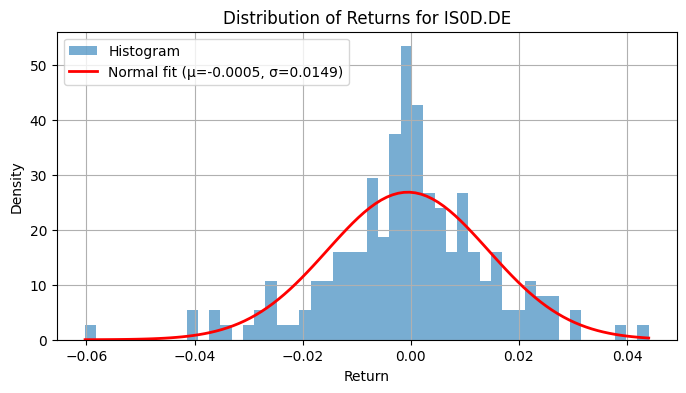 Distribution of Returns for IS0D.DE
Histogram
Normal fit (μ=-0.0005, σ=0.0149)
Density
50
40
30
20
10
0
−0.06 −0.04 −0.02 0.00 0.02 0.04
Return